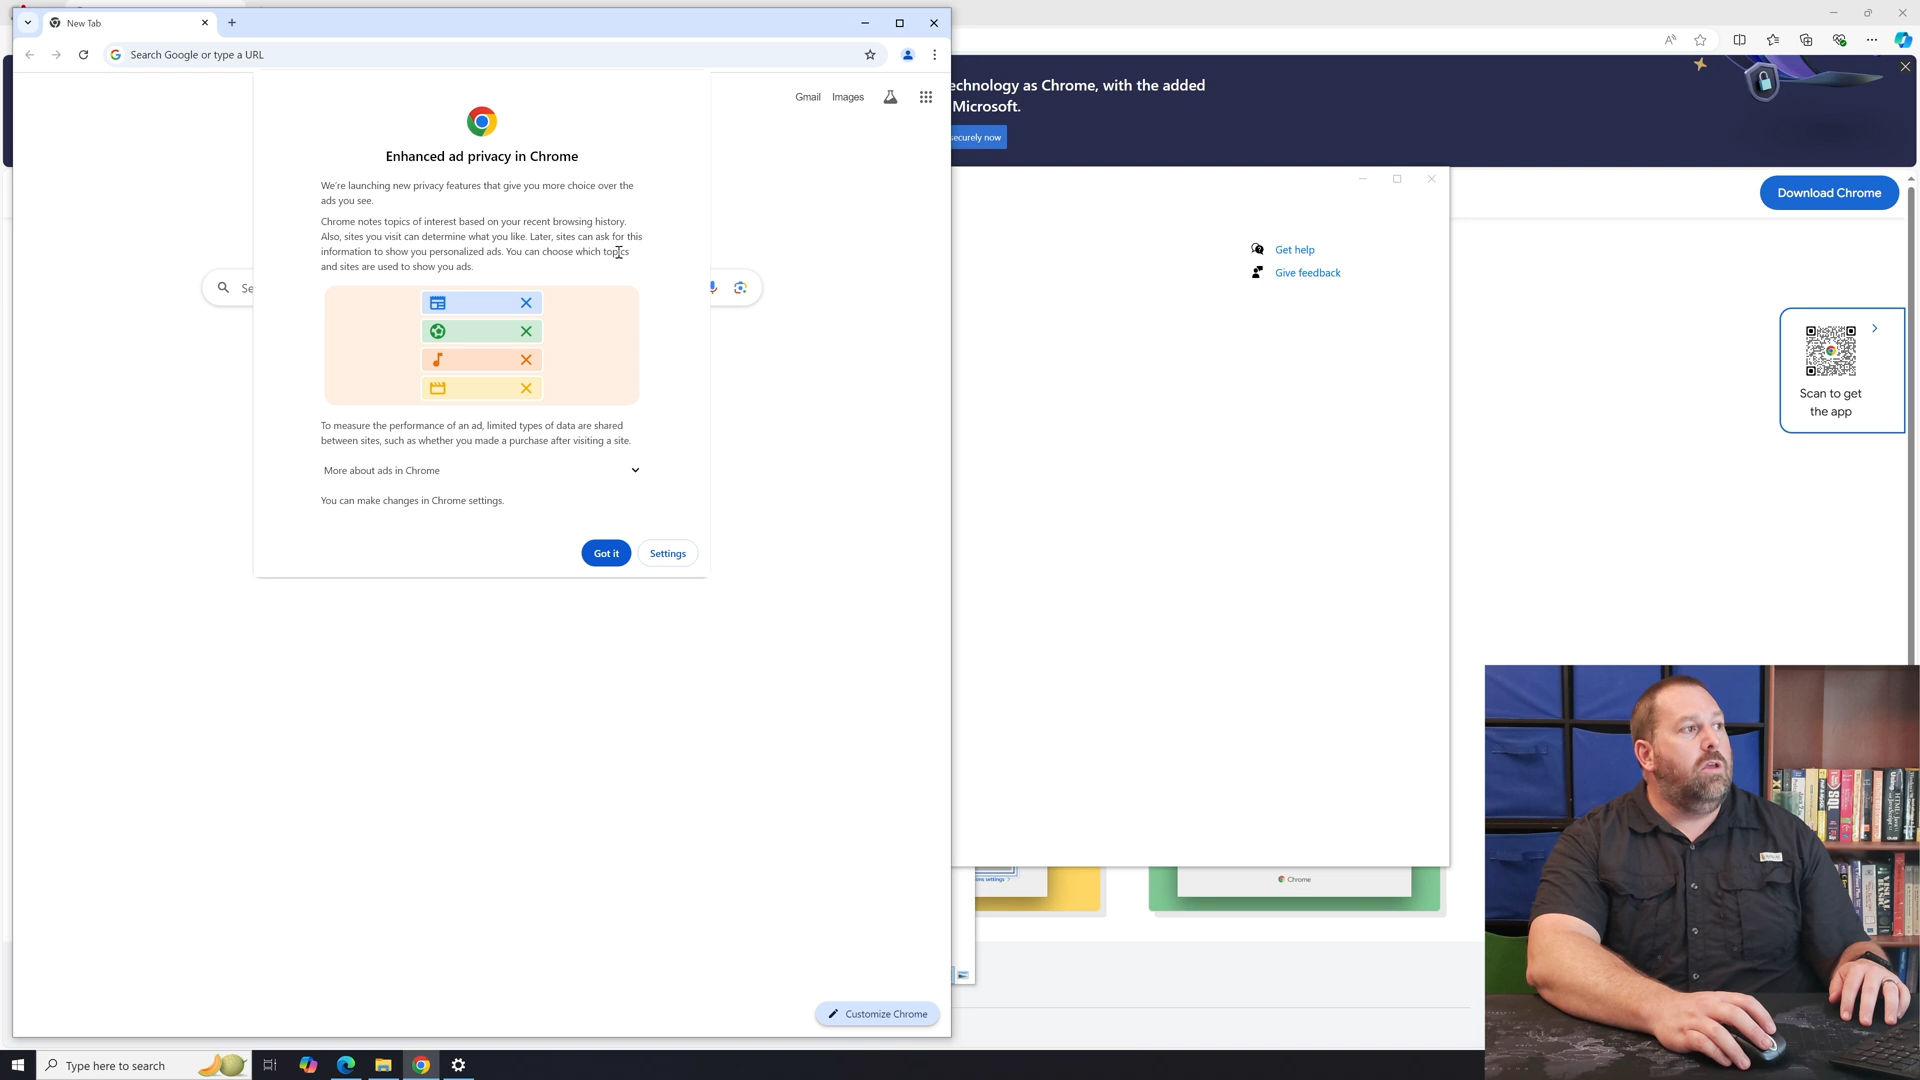 New Tab
Search Google or type a URL
Gmail Images
Enhanced ad privacy in Chrome
We're launching new privacy features that give you more choice over the
ads you see.
Chrome notes topics of interest based on your recent browsing history.
Also, sites you visit can determine what you like. Later, sites can ask for this
information to show you personalized ads. You can choose which topics
and sites are used to show you ads.
Se
To measure the performance of an ad, limited types of data are shared
between sites, such as whether you made a purchase after visiting a site.
More about ads in Chrome
You can make changes in Chrome settings.
Got it
Settings
Customize Chrome
echnology as Chrome, with the added
Microsoft.
securely now
Download Chrome
Get help
Give feedback
Scan to get
the app
settings
Chrome
SQL
Type here to search